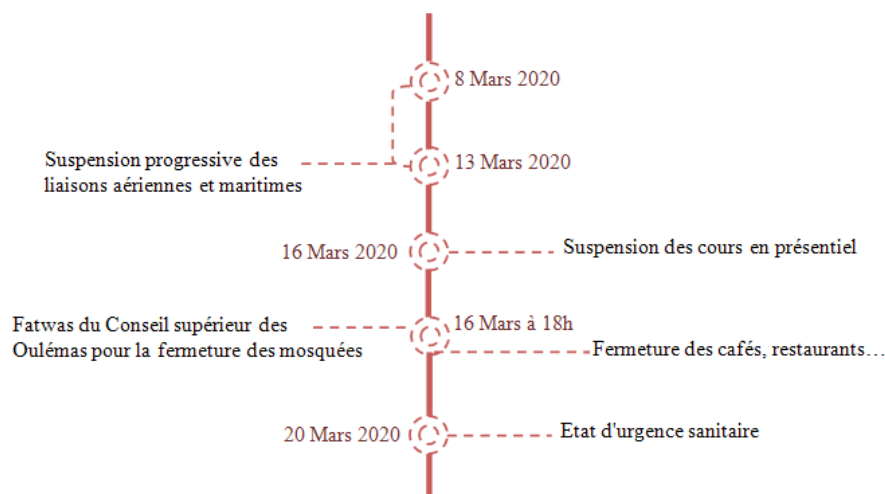 8 Mars 2020
Suspension progressive des
liaisons aériennes et maritimes
13 Mars 2020
16 Mars 2020
Suspension des cours en présentiel
Fatwas du Conseil supérieur des
Oulémas pour la fermeture des mosquées
16 Mars à 18h
Fermeture des cafés, restaurants…
20 Mars 2020
Etat d'urgence sanitaire